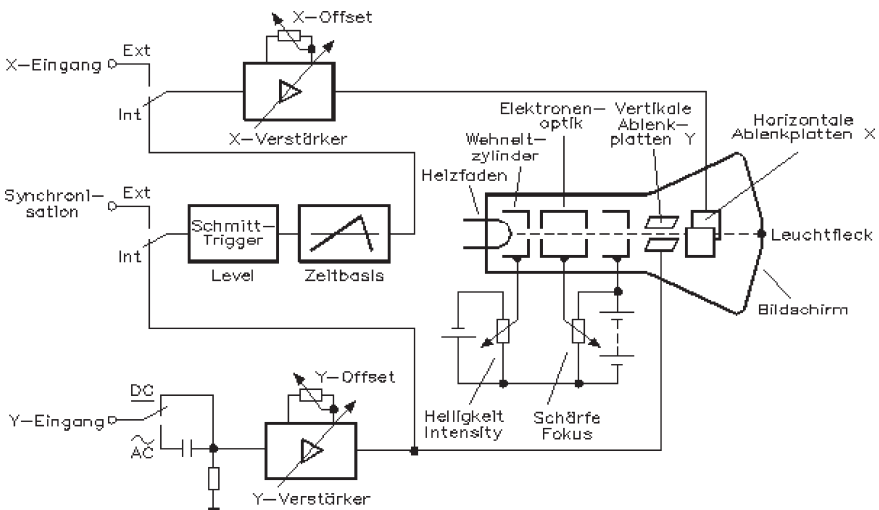 X-Offset
Ext
X-Eingang
Int
X-Verstärker
Elektronen-
optik
Vertikale
Ablenk-
platten Y
Horizontale
Ablenkplatten X
Wehnelt-
zylinder
Heizfaden
Synchroni-
sation
Ext
Int
Schmitt-
Trigger
Level
Zeitbasis
Leuchtfleck
Bildschirm
Y-Offset
DC
Y-Eingang
AC
Y-Verstärker
Helligkeit
Intensity
Schärfe
Fokus